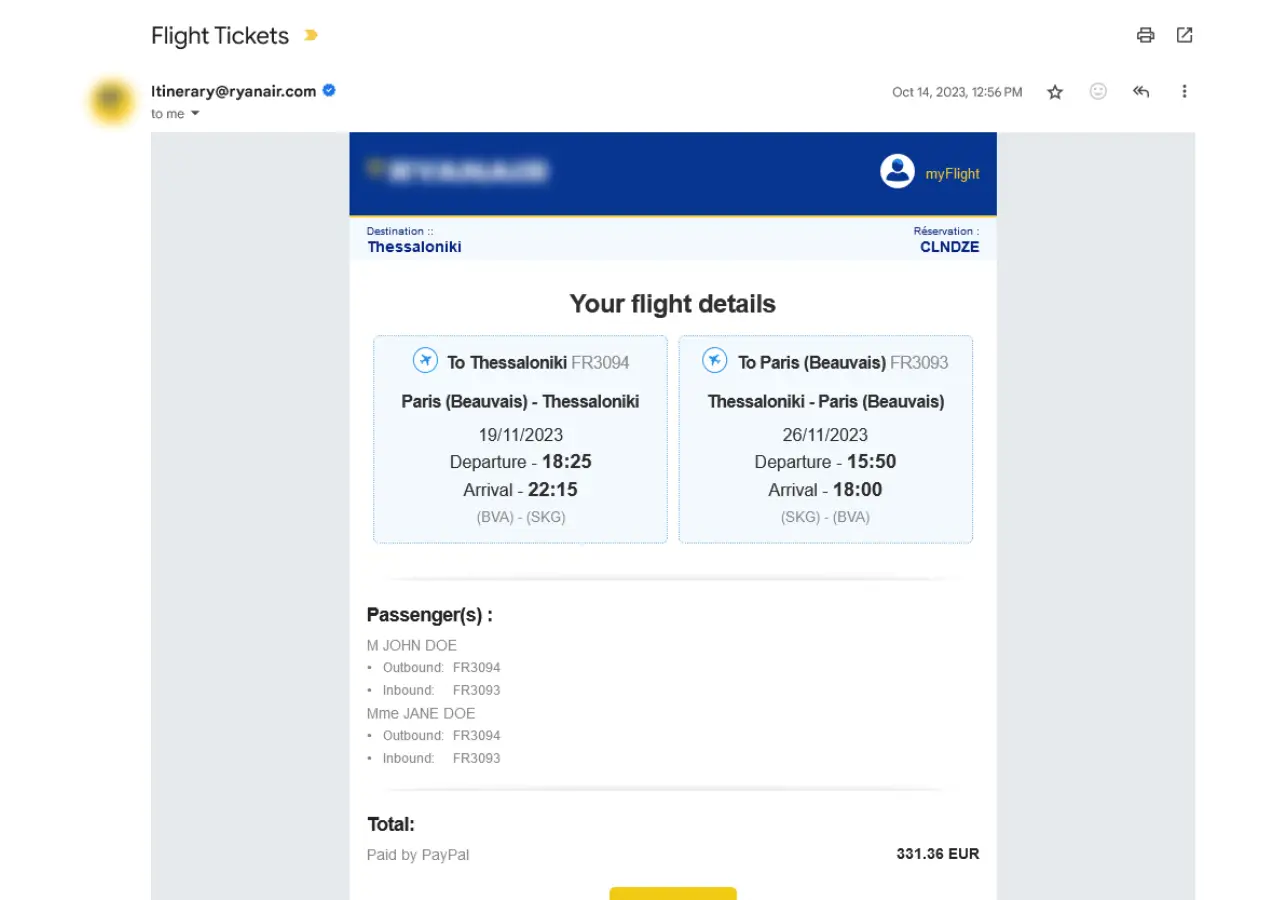 Flight Tickets
Itinerary@ryanair.com
Oct 14, 2023, 12:56 PM
to me
myFlight
Destination ::
Réservation :
Thessaloniki
CLNDZE
Your flight details
To Thessaloniki FR3094
Paris (Beauvais) - Thessaloniki
19/11/2023
Departure - 18:25
Arrival - 22:15
(BVA) - (SKG)
To Paris (Beauvais) FR3093
Thessaloniki - Paris (Beauvais)
26/11/2023
Departure - 15:50
Arrival - 18:00
(SKG) - (BVA)
Passenger(s) :
M JOHN DOE
• Outbound: FR3094
• Inbound: FR3093
Mme JANE DOE
• Outbound: FR3094
• Inbound: FR3093
Total:
Paid by PayPal
331.36 EUR